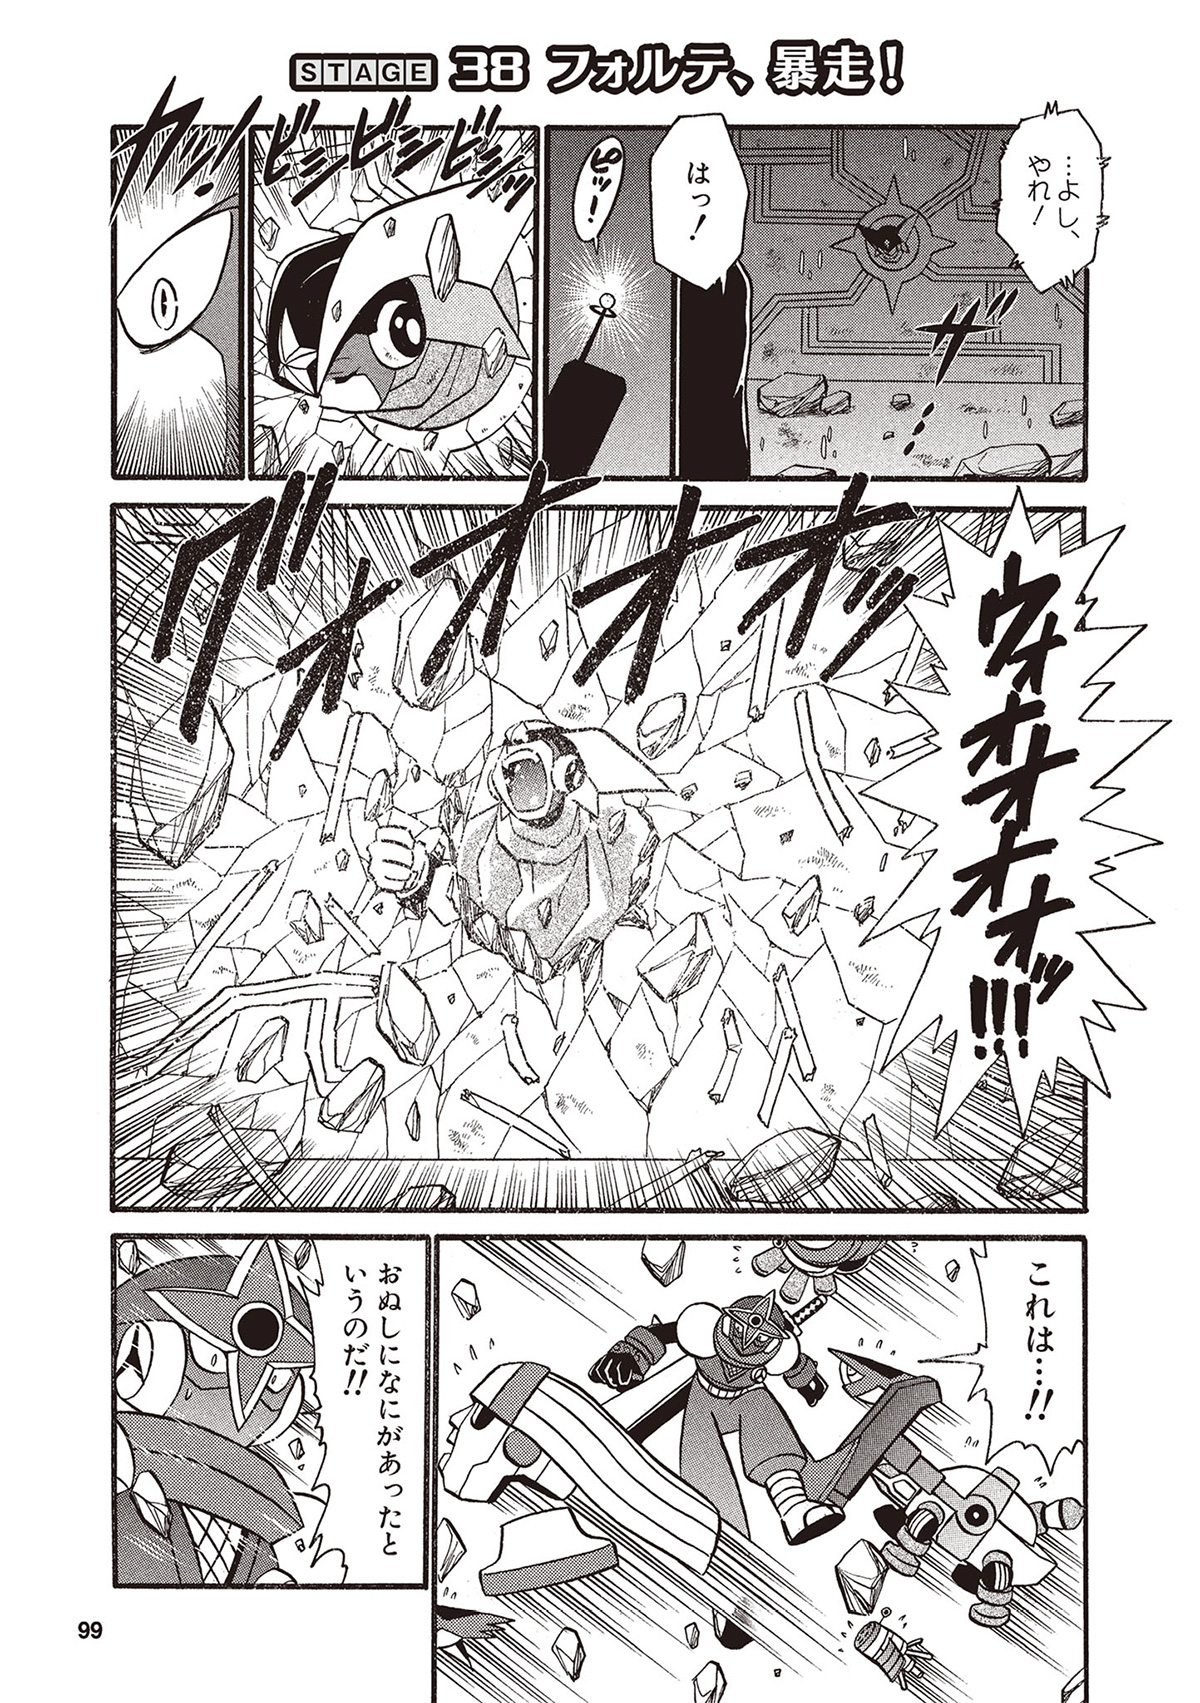 STAGE 38 フォルテ、暴走！
…よし、
やれ！
ザ゛…
はっ！
ピッ！
ビシビシビシッ
カッ！
ウォオオオオオッ!!!
グォオオオオッ
これは…!!
おぬしになにがあったと
いうのだ!!
99